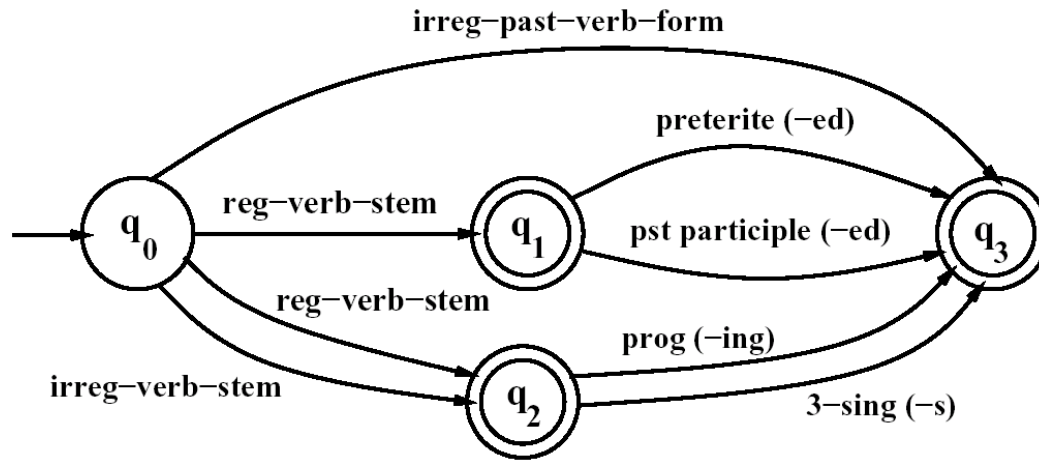 irreg−past−verb−form
preterite (−ed)
reg−verb−stem
q0
q1
pst participle (−ed)
q3
reg−verb−stem
prog (−ing)
irreg−verb−stem
q2
3−sing (−s)